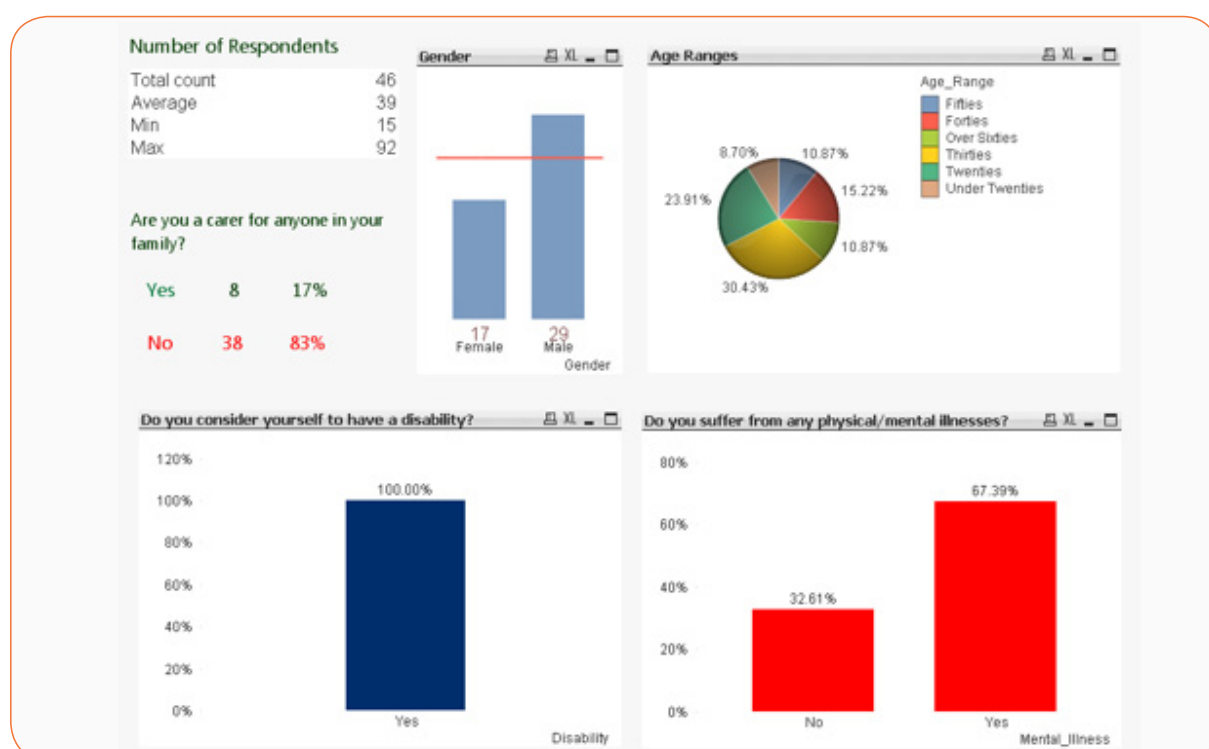 Number of Respondents
Total count 46
Average 39
Min 15
Max 92
Are you a carer for anyone in your
family?
Yes 8 17%
No 38 83%
Gender XL
17 29
Female Male
Gender
Age Ranges XL
Age_Range
Fifties
Forties
Over Sixties
Thirties
Twenties
Under Twenties
8.70% 10.87%
23.91% 15.22%
10.87%
30.43%
Do you consider yourself to have a disability? XL
120%
100.00%
100%
80%
60%
40%
20%
0%
Yes
Disability
Do you suffer from any physical/mental illnesses? XL
80%
67.39%
60%
40%
32.61%
20%
0%
No Yes
Mental_Illness